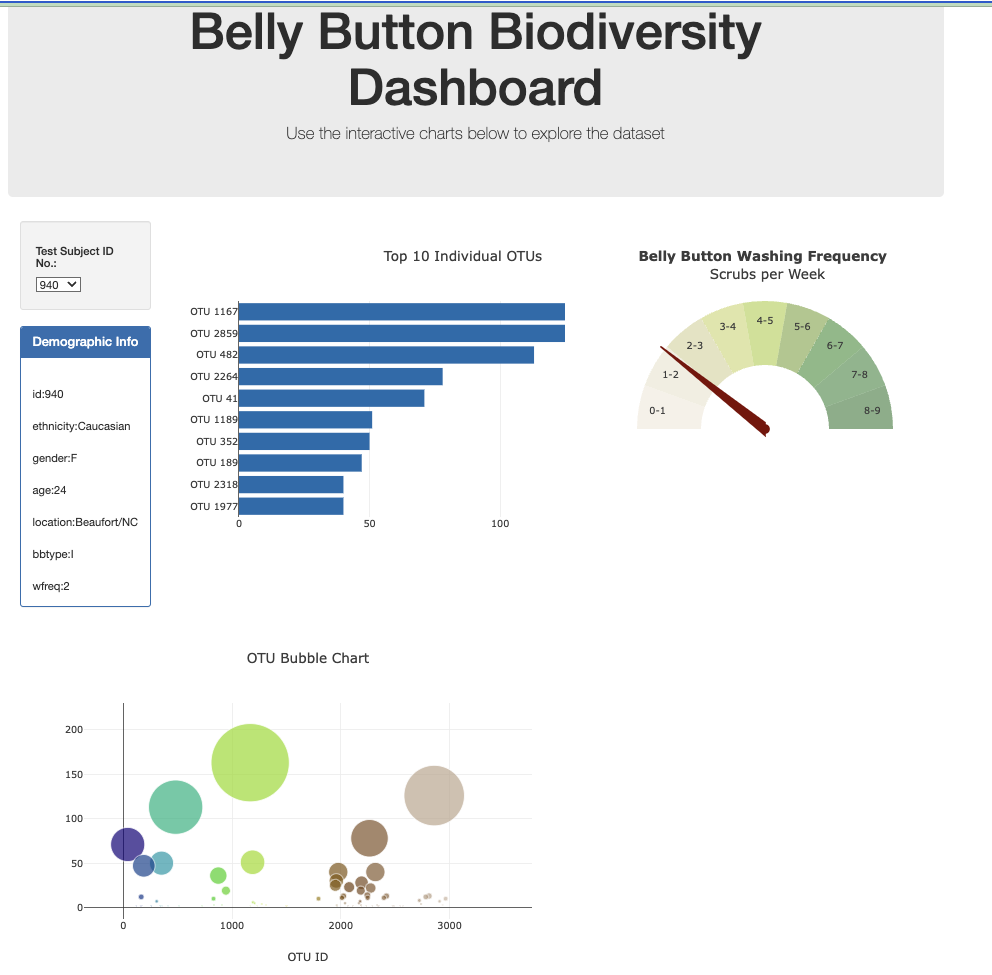 Belly Button Biodiversity
Dashboard
Use the interactive charts below to explore the dataset
Test Subject ID
No.:
940
Demographic Info
id:940
ethnicity:Caucasian
gender:F
age:24
location:Beaufort/NC
bbtype:I
wfreq:2
Top 10 Individual OTUs
OTU 1167
OTU 2859
OTU 482
OTU 2264
OTU 41
OTU 1189
OTU 352
OTU 189
OTU 2318
OTU 1977
0 50 100
Belly Button Washing Frequency
Scrubs per Week
0-1
1-2
2-3
3-4
4-5
5-6
6-7
7-8
8-9
OTU Bubble Chart
200
150
100
50
0
0 1000 2000 3000
OTU ID